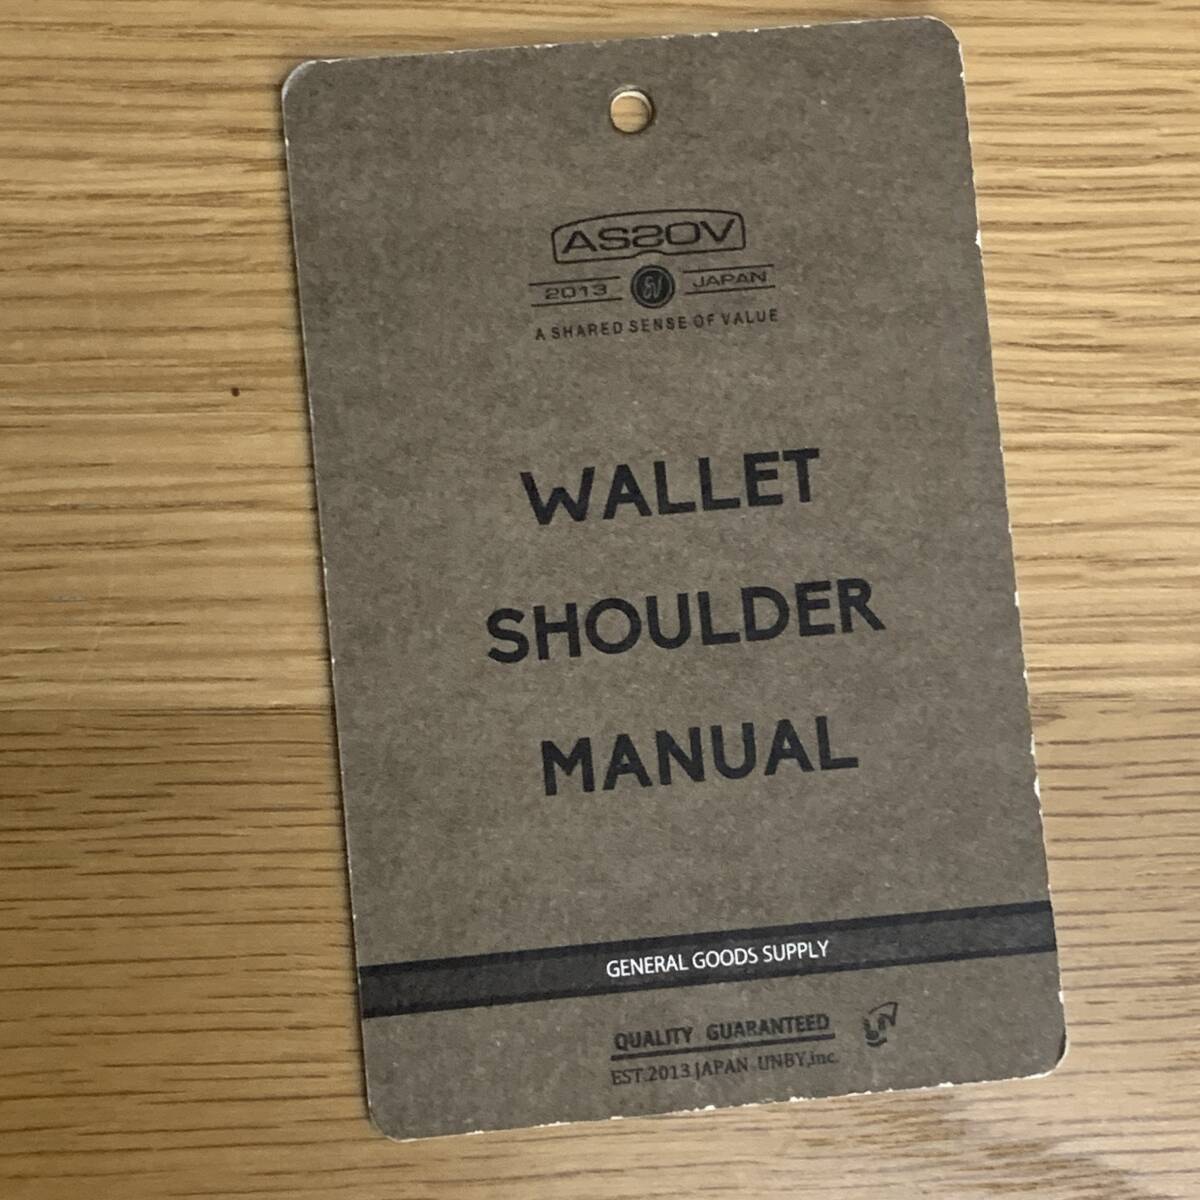 AS2OV
2013 JAPAN
A SHARED SENSE OF VALUE
WALLET
SHOULDER
MANUAL
GENERAL GOODS SUPPLY
QUALITY GUARANTEED
EST.2013 JAPAN UNBY,inc.